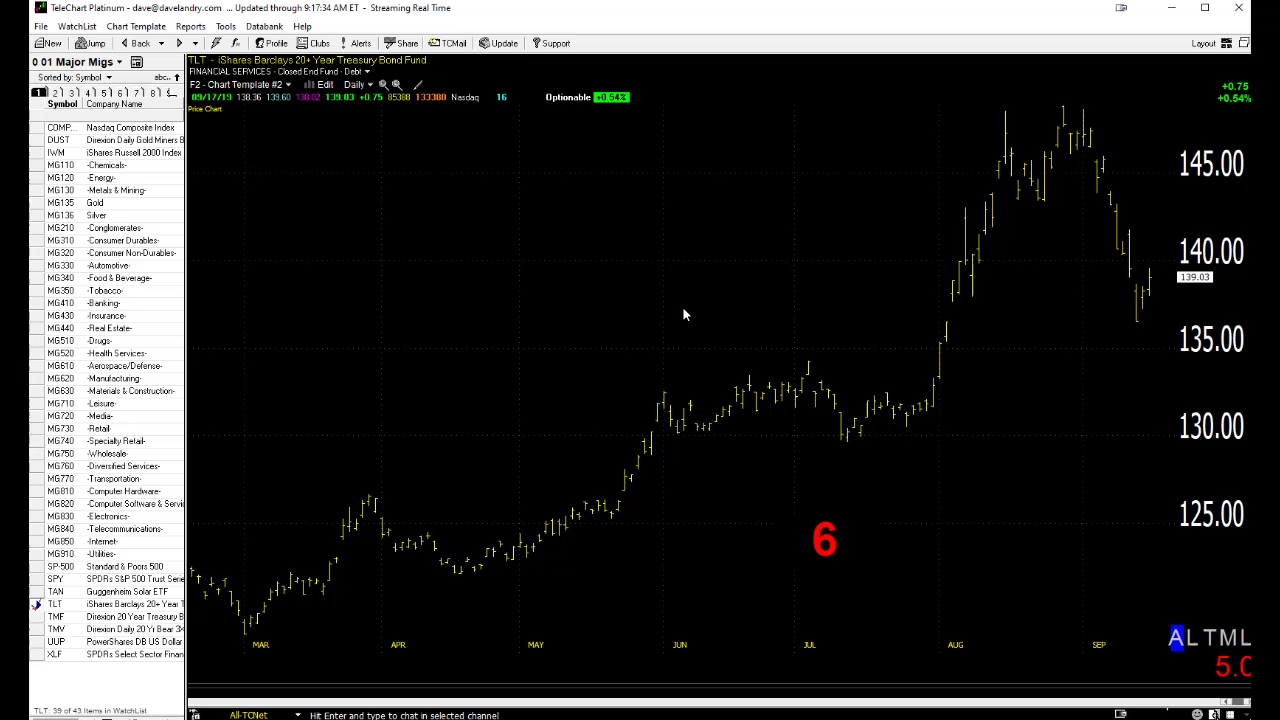 TeleChart Platinum - dave@davelandry.com ... Updated through 9:17:34 AM ET - Streaming Real Time
File WatchList Chart Template Reports Tools Databank Help
New Jump Back Profile Clubs Alerts Share TCMail Update Support Layout
0 01 Major Migs
Sorted by: Symbol abc..
1 2 3 4 5 6 7 8
Symbol Company Name
COMP... Nasdaq Composite Index
DUST Direxion Daily Gold Miners B
IWM iShares Russell 2000 Index
MG110 -Chemicals-
MG120 -Energy-
MG130 -Metals & Mining-
MG135 Gold
MG136 Silver
MG210 -Conglomerates-
MG310 -Consumer Durables-
MG320 -Consumer Non-Durables-
MG330 -Automotive-
MG340 -Food & Beverage-
MG350 -Tobacco-
MG410 -Banking-
MG430 -Insurance-
MG440 -Real Estate-
MG510 -Drugs-
MG520 -Health Services-
MG610 -Aerospace/Defense-
MG620 -Manufacturing-
MG630 -Materials & Construction-
MG710 -Leisure-
MG720 -Media-
MG730 -Retail-
MG740 -Specialty Retail-
MG750 -Wholesale-
MG760 -Diversified Services-
MG770 -Transportation-
MG810 -Computer Hardware-
MG820 -Computer Software & Servic
MG830 -Electronics-
MG840 -Telecommunications-
MG850 -Internet-
MG910 -Utilities-
SP-500 Standard & Poors 500
SPY SPDRs S&P 500 Trust Serie
TAN Guggenheim Solar ETF
TLT iShares Barclays 20+ Year T
TMF Direxion 20 Year Treasury B
TMV Direxion Daily 20 Yr Bear 3X
UUP PowerShares DB US Dollar
XLF SPDRs Select Sector Finan
TLT: 39 of 43 Items in WatchList
TLT - iShares Barclays 20+ Year Treasury Bond Fund
FINANCIAL SERVICES - Closed End Fund - Debt
F2 - Chart Template #2 Edit Daily
09/17/19 138.36 139.60 138.02 139.03 +0.75 85388 133380 Nasdaq 16 Optionable +0.54%
Price Chart
+0.75
+0.54%
145.00
140.00
139.03
135.00
130.00
125.00
6
MAR APR MAY JUN JUL AUG SEP
ALTML
5.0
All-TCNet Hit Enter and type to chat in selected channel